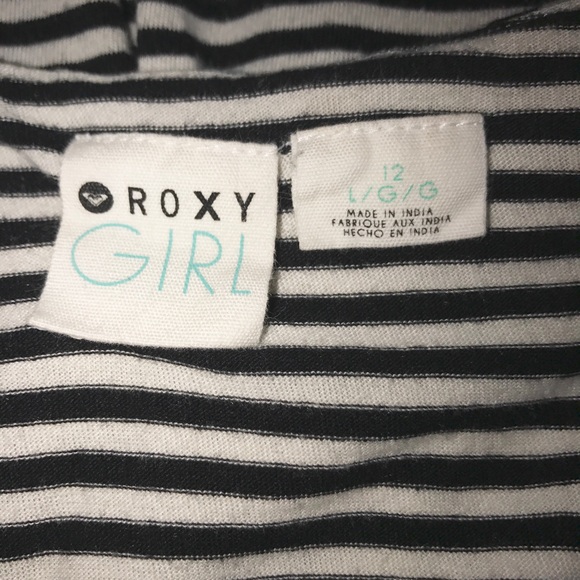 ROXY
GIRL
12
L/G/G
MADE IN INDIA
FABRIQUE AUX INDIA
HECHO EN INDIA